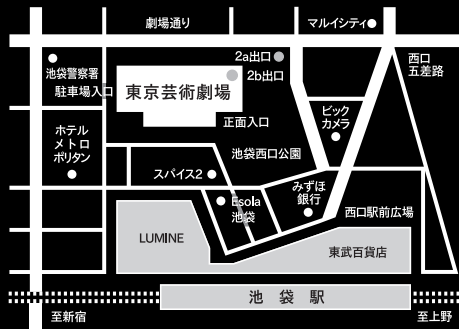 劇場通り
マルイシティ
2a出口
2b出口
西口
五差路
池袋警察署
駐車場入口
東京芸術劇場
正面入口
ビック
カメラ
ホテル
メトロ
ポリタン
池袋西口公園
スパイス2
Esola
池袋
みずほ
銀行
西口駅前広場
LUMINE
東武百貨店
池袋駅
至新宿
至上野